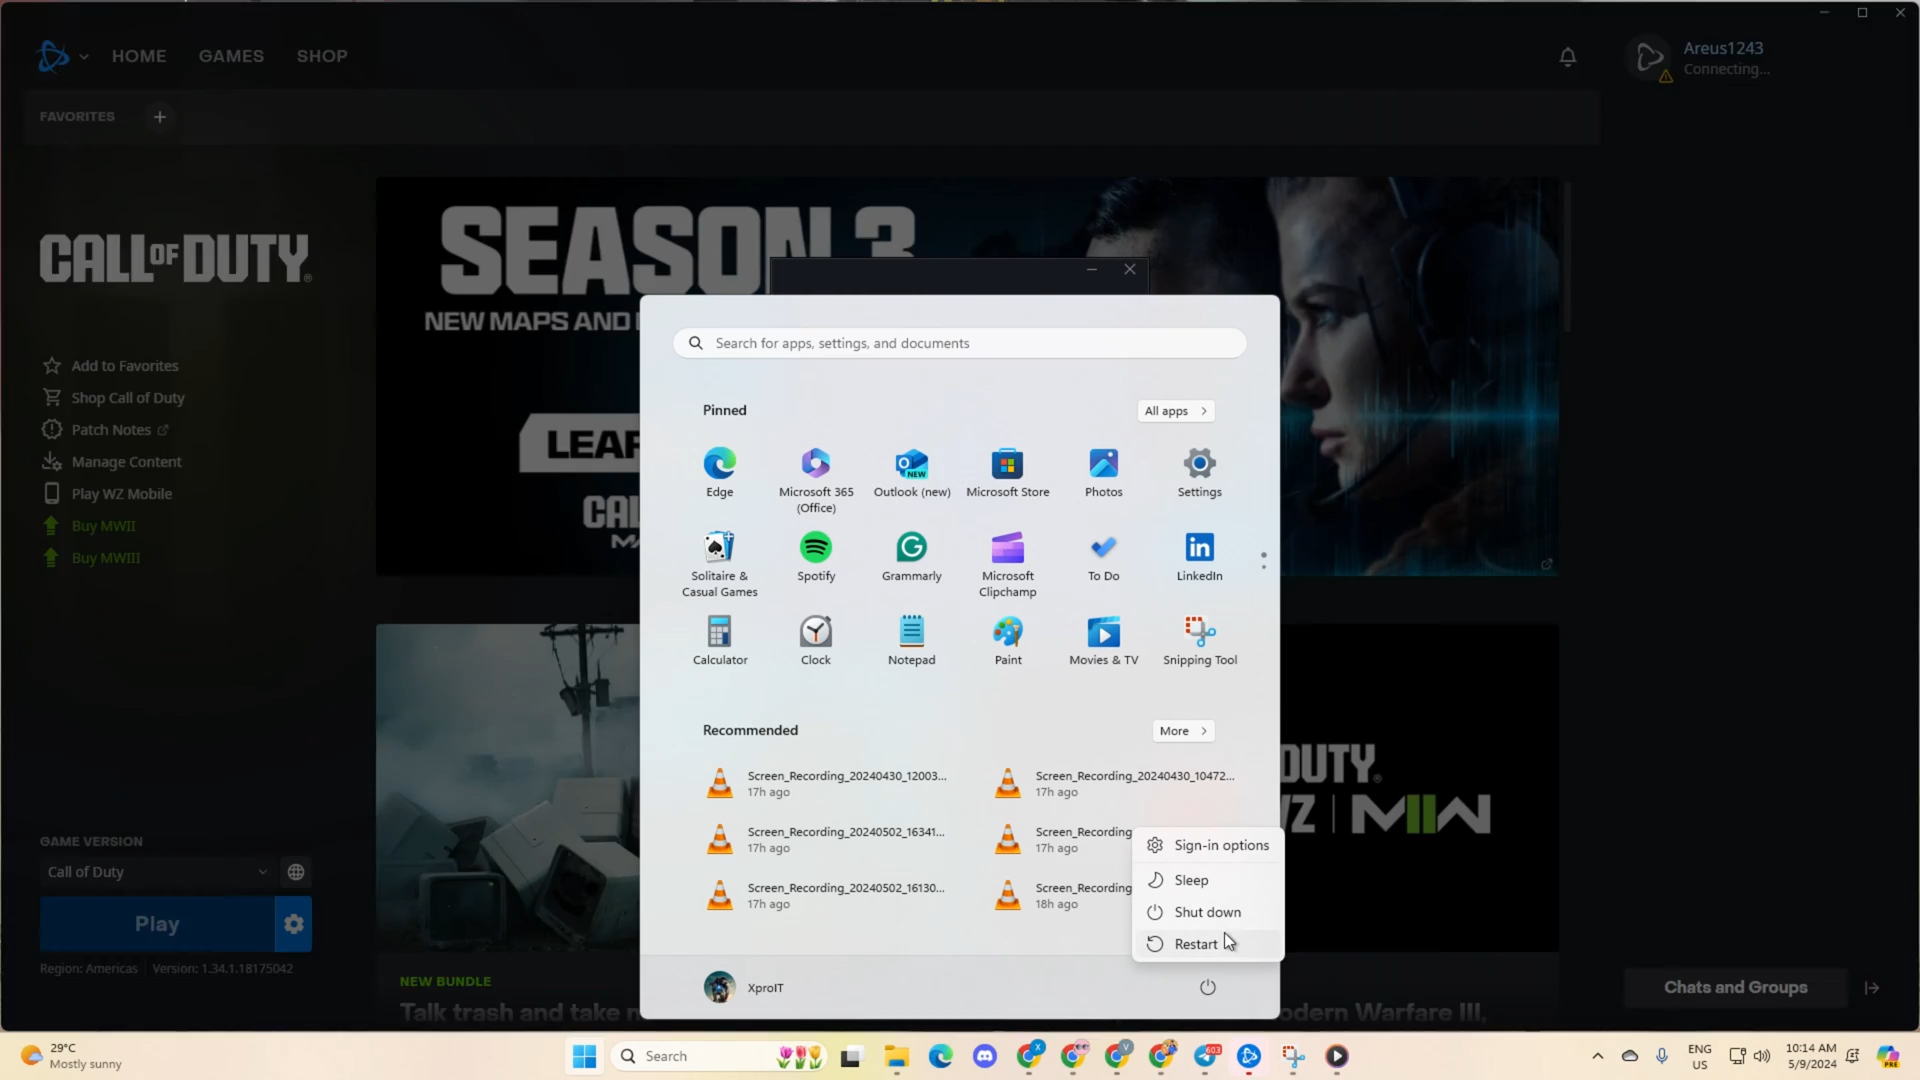 HOME GAMES SHOP
Areus1243
Connecting...
FAVORITES
SEASON 3
NEW MAPS AND
CALL OF DUTY
Add to Favorites
Shop Call of Duty
Patch Notes
Manage Content
Play WZ Mobile
Buy MWII
Buy MWIII
Search for apps, settings, and documents
Pinned
All apps
Edge
Microsoft 365
(Office)
Outlook (new)
Microsoft Store
Photos
Settings
Solitaire &
Casual Games
Spotify
Grammarly
Microsoft
Clipchamp
To Do
LinkedIn
Calculator
Clock
Notepad
Paint
Movies & TV
Snipping Tool
Recommended
More
Screen_Recording_20240430_12003...
17h ago
Screen_Recording_20240430_10472...
17h ago
Screen_Recording_20240502_16341...
17h ago
Screen_Recording
17h ago
Screen_Recording_20240502_16130...
17h ago
Screen_Recording
18h ago
Sign-in options
Sleep
Shut down
Restart
XproIT
GAME VERSION
Call of Duty
Play
Region: Americas Version: 1.34.1.18175042
NEW BUNDLE
Talk trash and take
Modern Warfare III,
Chats and Groups
29°C
Mostly sunny
Search
603
ENG
US
10:14 AM
5/9/2024